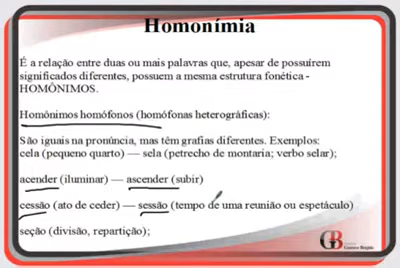 Homonímia
É a relação entre duas ou mais palavras que, apesar de possuírem
significados diferentes, possuem a mesma estrutura fonética -
HOMÔNIMOS.
Homônimos homófonos (homófonas heterográficas):
São iguais na pronúncia, mas têm grafias diferentes. Exemplos:
cela (pequeno quarto) — sela (petrecho de montaria; verbo selar);
acender (iluminar) — ascender (subir)
cessão (ato de ceder) — sessão (tempo de uma reunião ou espetáculo)
seção (divisão, repartição);
GB